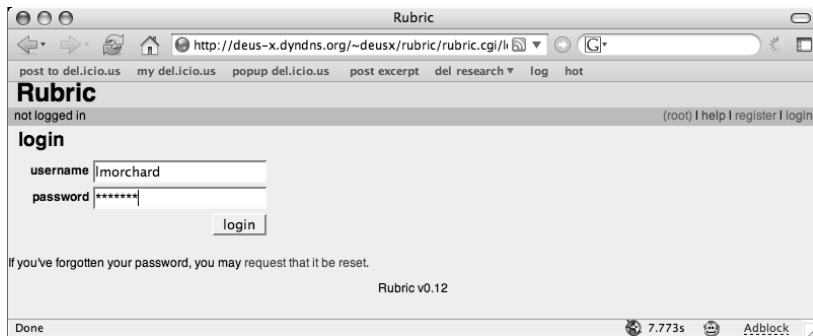 Rubric
http://deus-x.dyndns.org/~deusx/rubric/rubric.cgi/l
G
post to del.icio.us my del.icio.us popup del.icio.us post excerpt del research log hot
Rubric
not logged in (root) | help | register | login
login
username lmorchard
password *******
login
If you've forgotten your password, you may request that it be reset.
Rubric v0.12
Done 7.773s Adblock